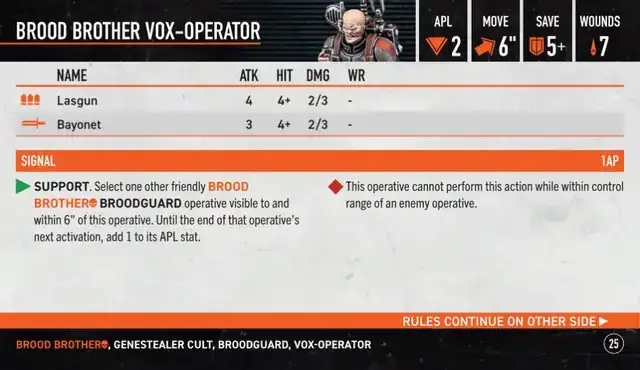 BROOD BROTHER VOX-OPERATOR
APL 2
MOVE 6"
SAVE 5+
WOUNDS 7
NAME ATK HIT DMG WR
Lasgun 4 4+ 2/3 -
Bayonet 3 4+ 2/3 -
SIGNAL 1AP
SUPPORT. Select one other friendly BROOD
BROTHER BROODGUARD operative visible to and
within 6" of this operative. Until the end of that operative's
next activation, add 1 to its APL stat.
This operative cannot perform this action while within control
range of an enemy operative.
RULES CONTINUE ON OTHER SIDE
BROOD BROTHER, GENESTEALER CULT, BROODGUARD, VOX-OPERATOR
25